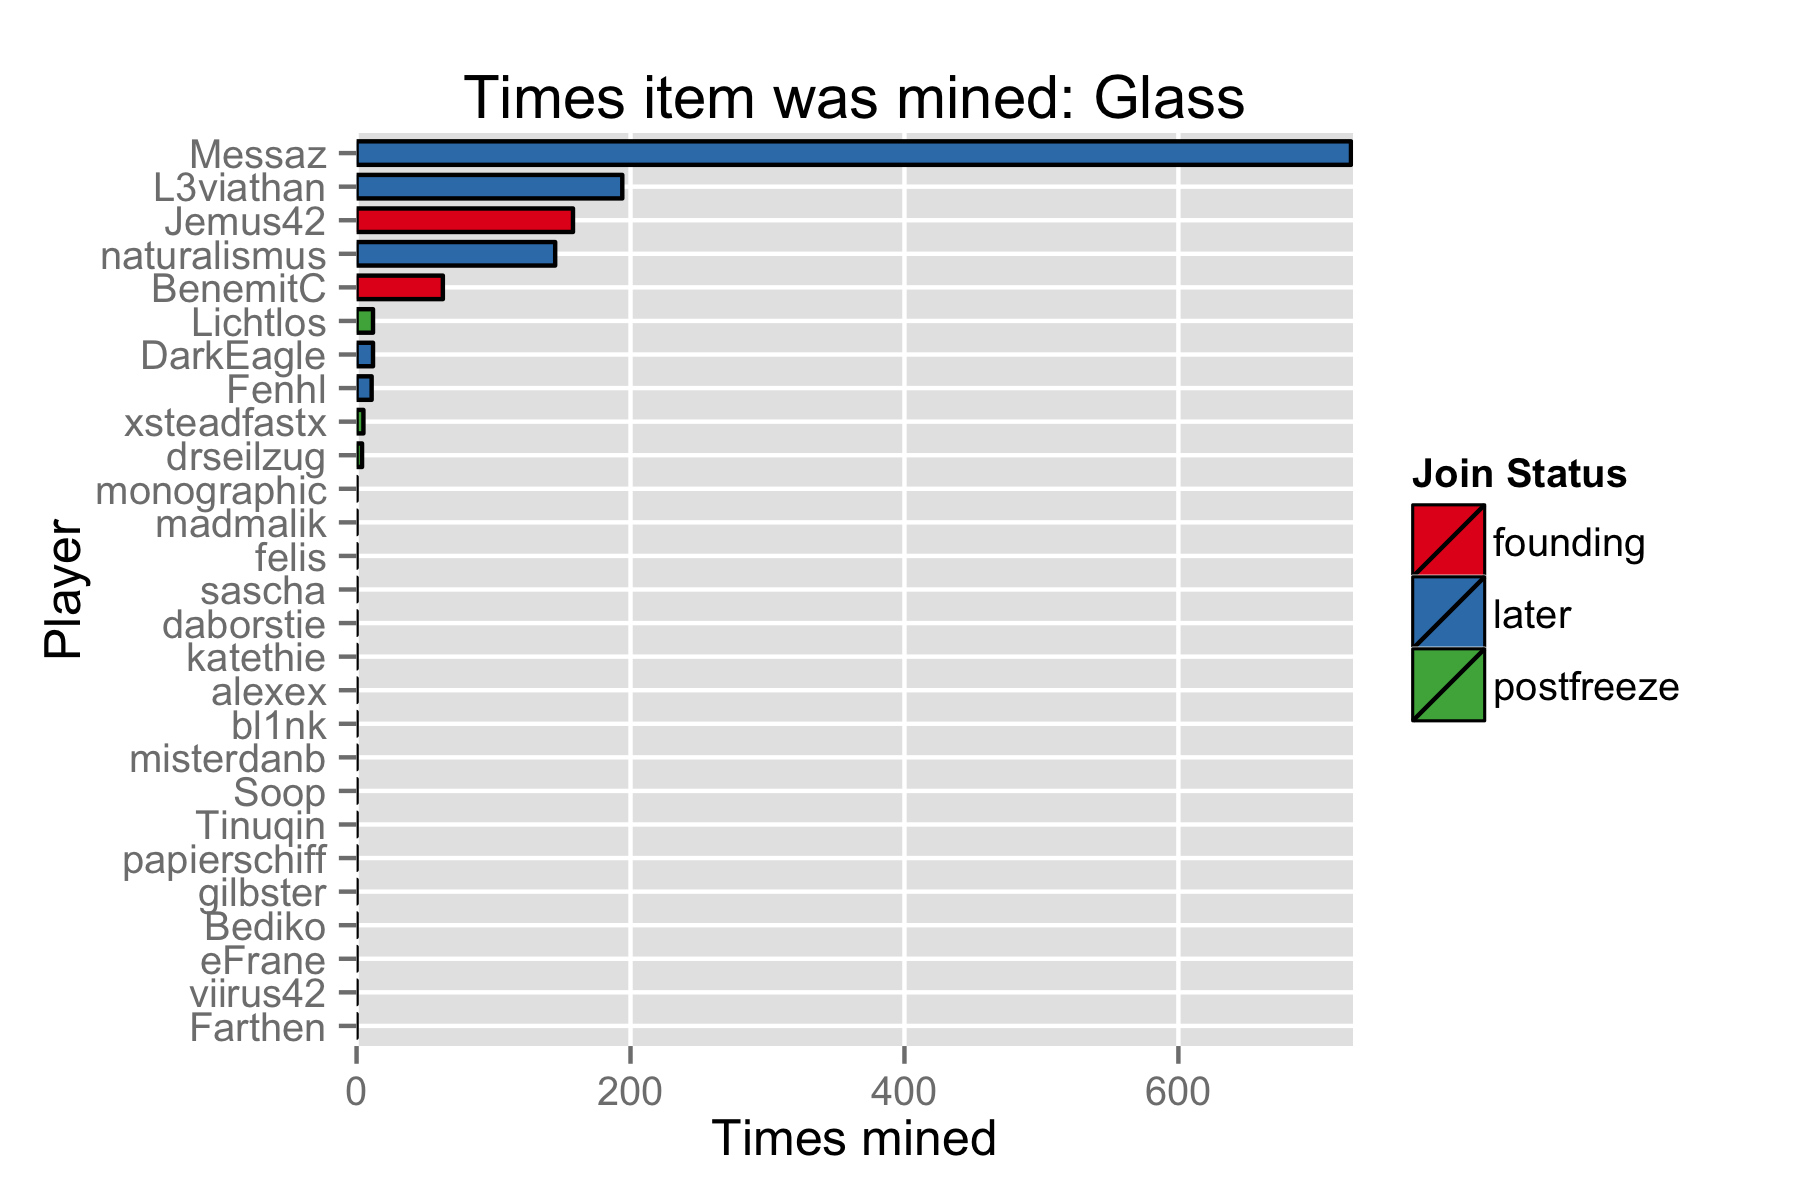 Times item was mined: Glass
Player
Messaz
L3viathan
Jemus42
naturalismus
BenemitC
Lichtlos
DarkEagle
Fenhl
xsteadfastx
drseilzug
monographic
madmalik
felis
sascha
daborstie
katethie
alexex
bl1nk
misterdanb
Soop
Tinuqin
papierschiff
gilbster
Bediko
eFrane
viirus42
Farthen
0 200 400 600
Times mined
Join Status
founding
later
postfreeze